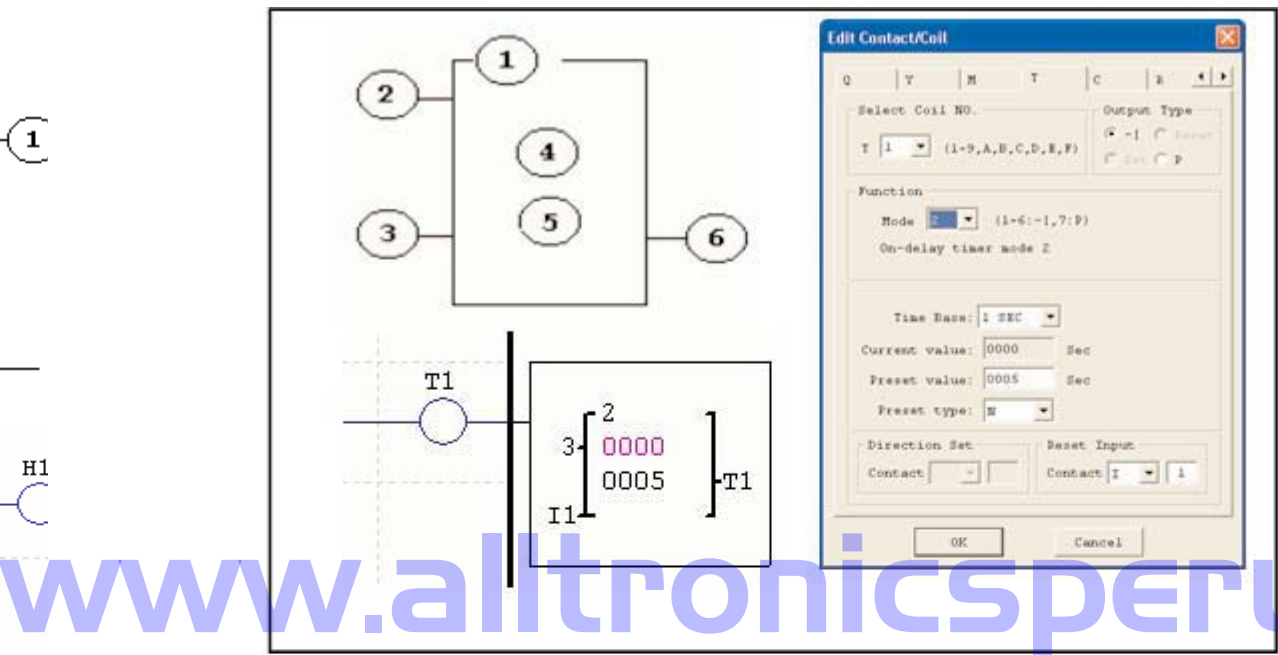 1
H1
1
2
4
5
3
6
T1
2
3
0000
0005
T1
I1
Edit Contact/Coil
Q Y M T C R
Select Coil NO.
T 1 (1-9,A,B,C,D,E,F)
Output Type
-[ Reset
Set P
Function
Mode 2 (1-6:-1,7:P)
On-delay timer mode 2
Time Base: 1 SEC
Current value: 0000 Sec
Preset value: 0005 Sec
Preset type: N
Direction Set
Contact
Reset Input
Contact I 1
OK Cancel
www.alltronicsperu